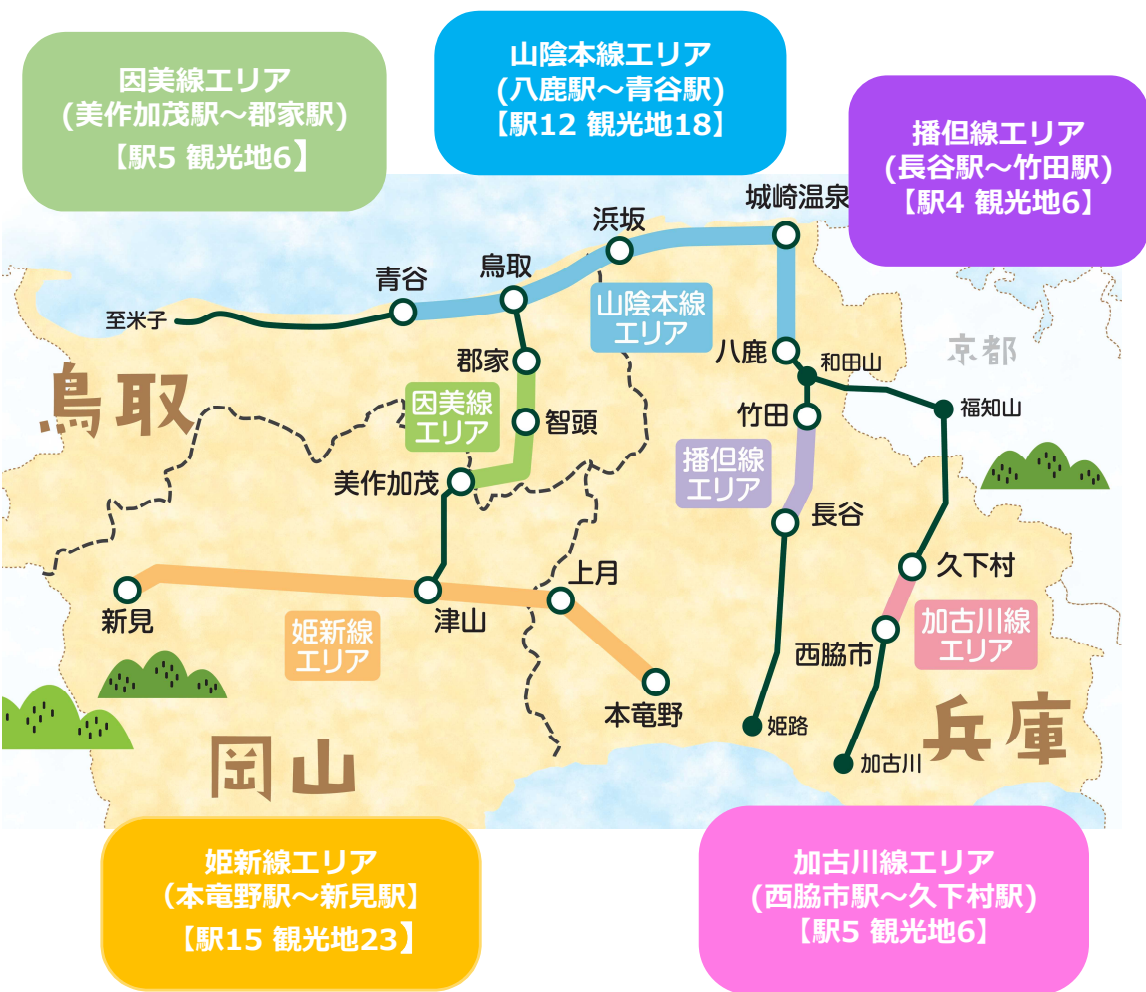 因美線エリア
(美作加茂駅～郡家駅)
【駅5 観光地6】
山陰本線エリア
(八鹿駅～青谷駅)
【駅12 観光地18】
播但線エリア
(長谷駅～竹田駅)
【駅4 観光地6】
城崎温泉
浜坂
鳥取
青谷
至米子
山陰本線
エリア
八鹿
和田山
京都
郡家
鳥取
因美線
エリア
智頭
竹田
福知山
播但線
エリア
美作加茂
長谷
上月
久下村
新見
津山
姫新線
エリア
加古川線
エリア
西脇市
本竜野
姫路
兵庫
岡山
加古川
姫新線エリア
（本竜野駅～新見駅】
【駅15 観光地23】
加古川線エリア
(西脇市駅～久下村駅)
【駅5 観光地6】